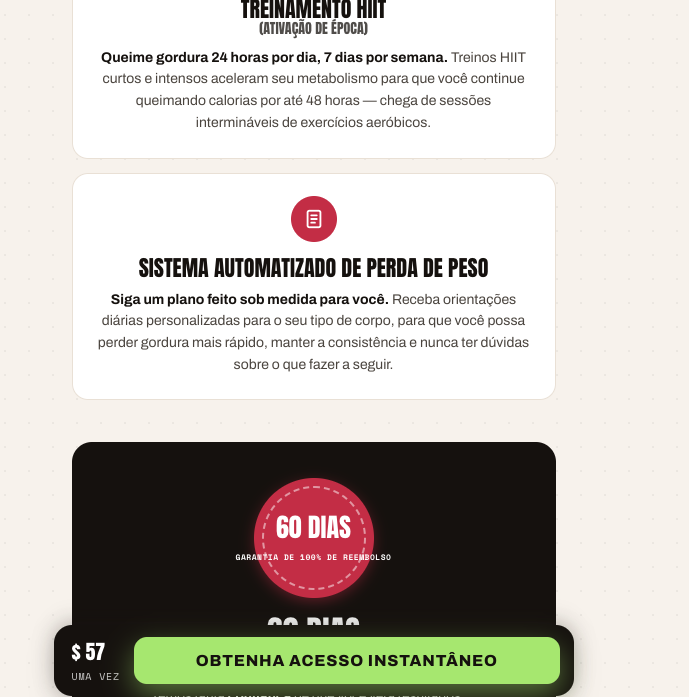 TREINAMENTO HIIT
(ATIVAÇÃO DE ÉPOCA)
Queime gordura 24 horas por dia, 7 dias por semana. Treinos HIIT
curtos e intensos aceleram seu metabolismo para que você continue
queimando calorias por até 48 horas — chega de sessões
intermináveis de exercícios aeróbicos.
SISTEMA AUTOMATIZADO DE PERDA DE PESO
Siga um plano feito sob medida para você. Receba orientações
diárias personalizadas para o seu tipo de corpo, para que você possa
perder gordura mais rápido, manter a consistência e nunca ter dúvidas
sobre o que fazer a seguir.
60 DIAS
GARANTIA DE 100% DE REEMBOLSO
60 DIAS
$ 57
UMA VEZ
OBTENHA ACESSO INSTANTÂNEO